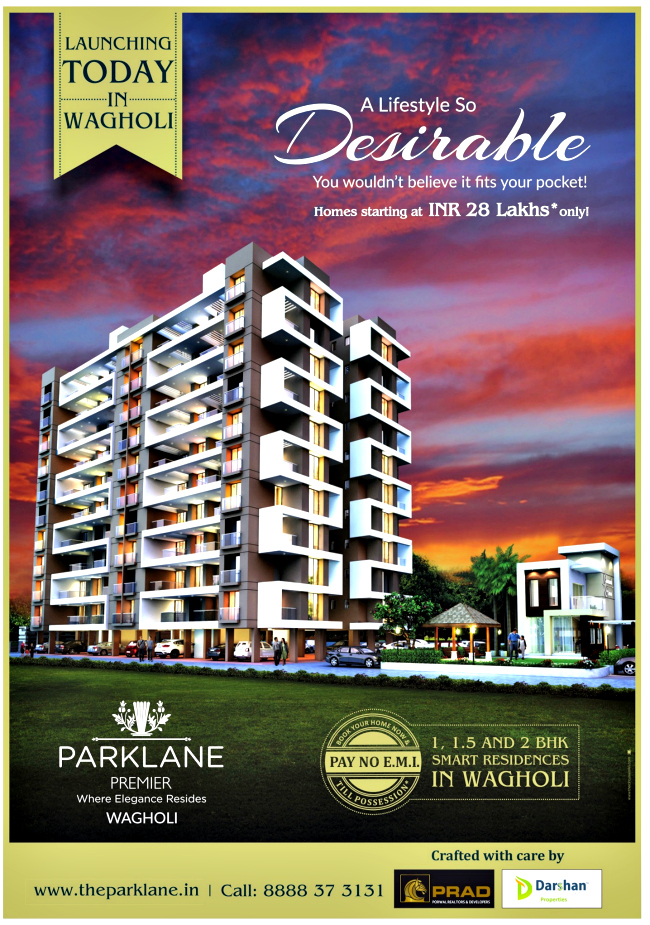 LAUNCHING
TODAY
IN
WAGHOLI
A Lifestyle So
Desirable
You wouldn't believe it fits your pocket!
Homes starting at INR 28 Lakhs* only!
PARKLANE
PREMIER
Where Elegance Resides
WAGHOLI
BOOK YOUR HOME NOW &
PAY NO E.M.I.
TILL POSSESSION*
1, 1.5 AND 2 BHK
SMART RESIDENCES
IN WAGHOLI
Crafted with care by
www.theparklane.in | Call: 8888 37 3131
PRAD
PORWAL REALTORS & DEVELOPERS
Darshan
Properties